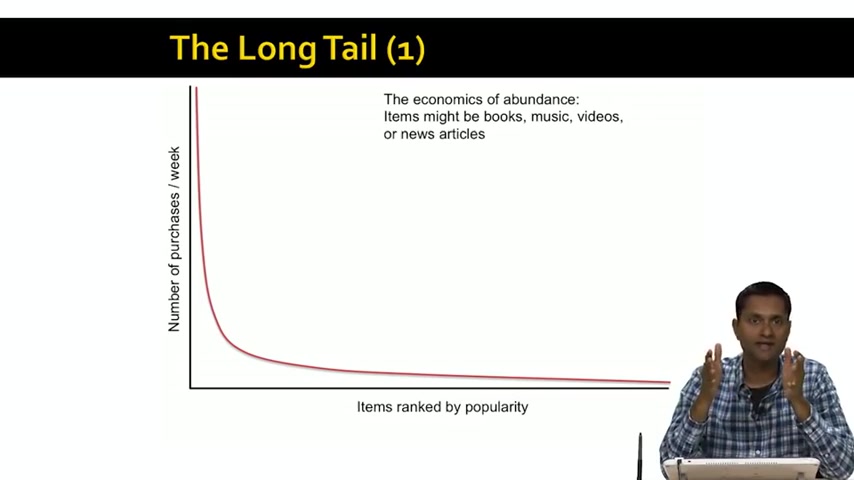 The Long Tail (1)
The economics of abundance:
Items might be books, music, videos,
or news articles
Number of purchases / week
Items ranked by popularity